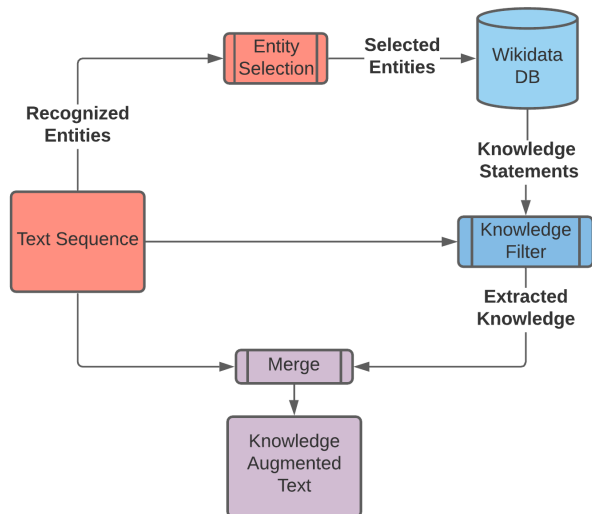 Entity
Selection
Selected
Entities
Wikidata
DB
Recognized
Entities
Knowledge
Statements
Text Sequence
Knowledge
Filter
Extracted
Knowledge
Merge
Knowledge
Augmented
Text